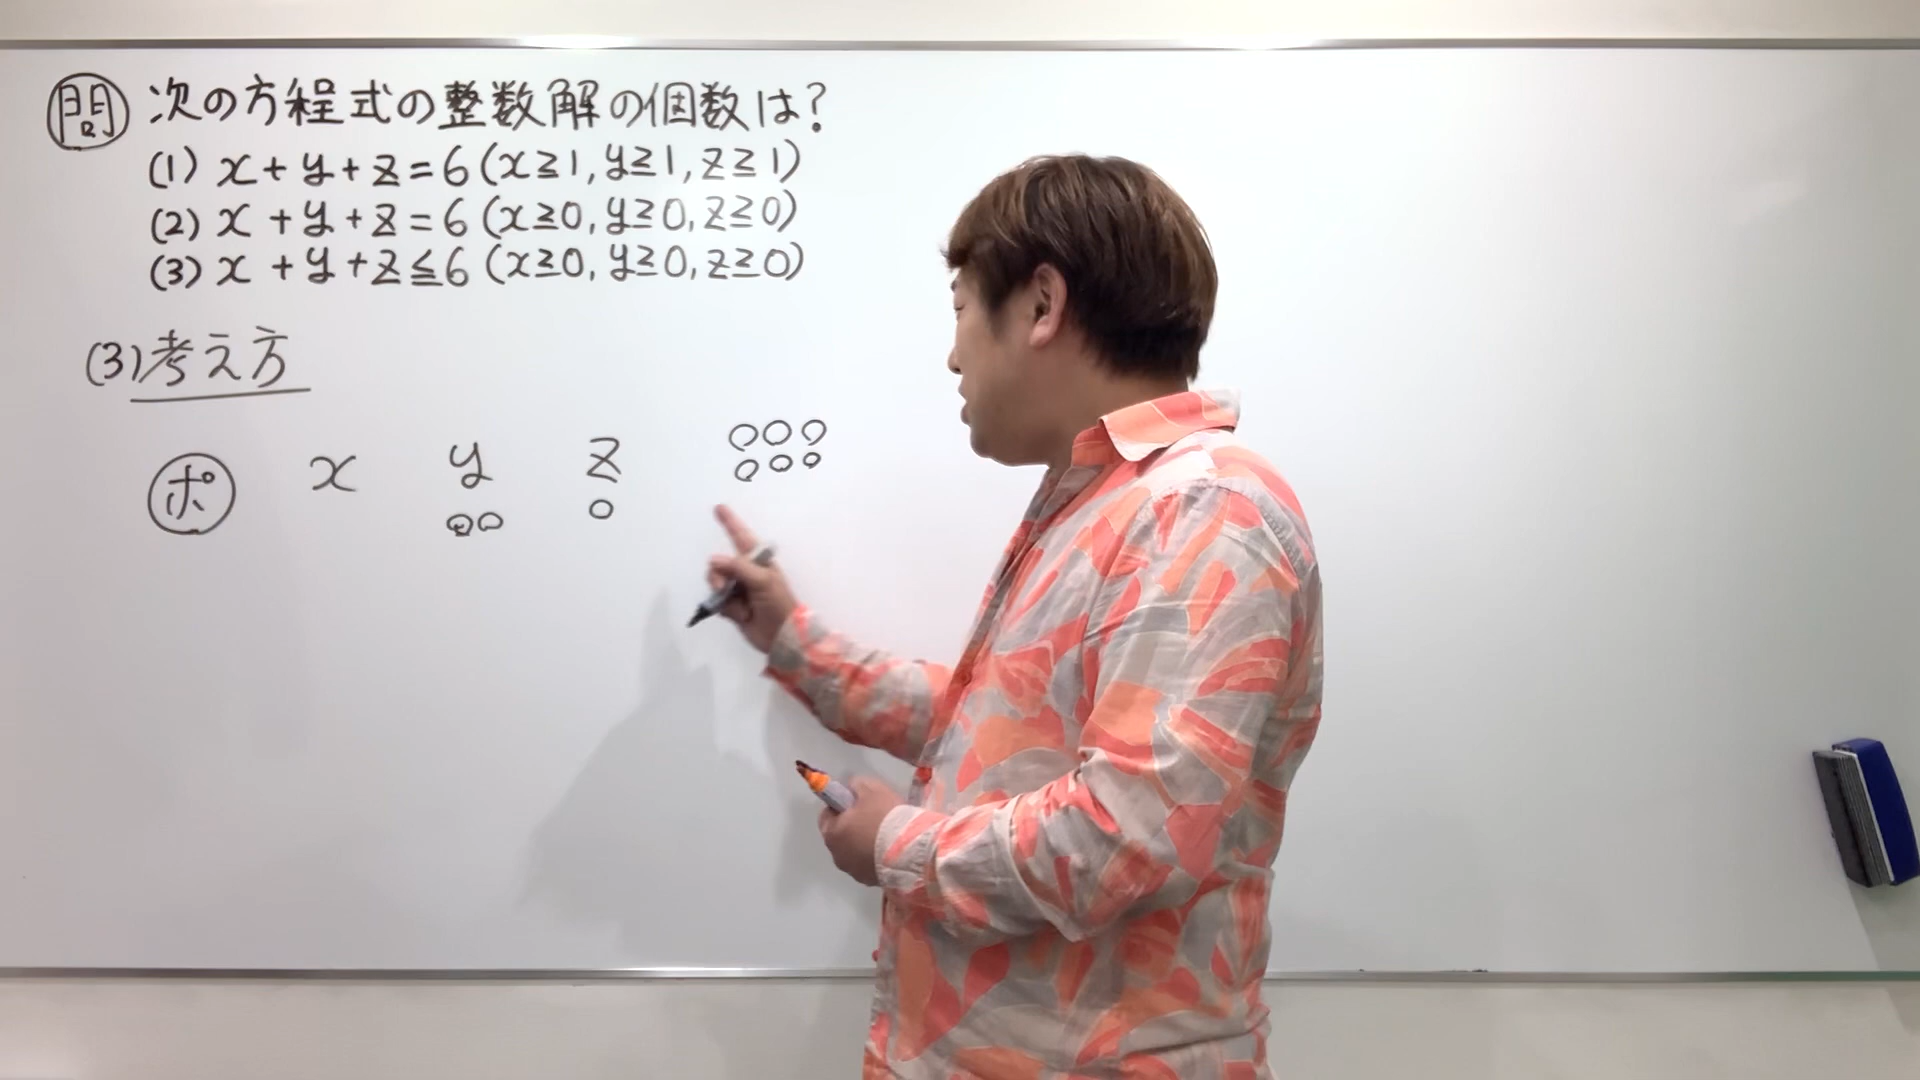 問 次の方程式の整数解の個数は?
(1) x+y+z=6(x≧1,y≧1,z≧1)
(2) x+y+z=6(x≧0,y≧0,z≧0)
(3) x+y+z≦6(x≧0,y≧0,z≧0)
(3)考え方
ポ x y z